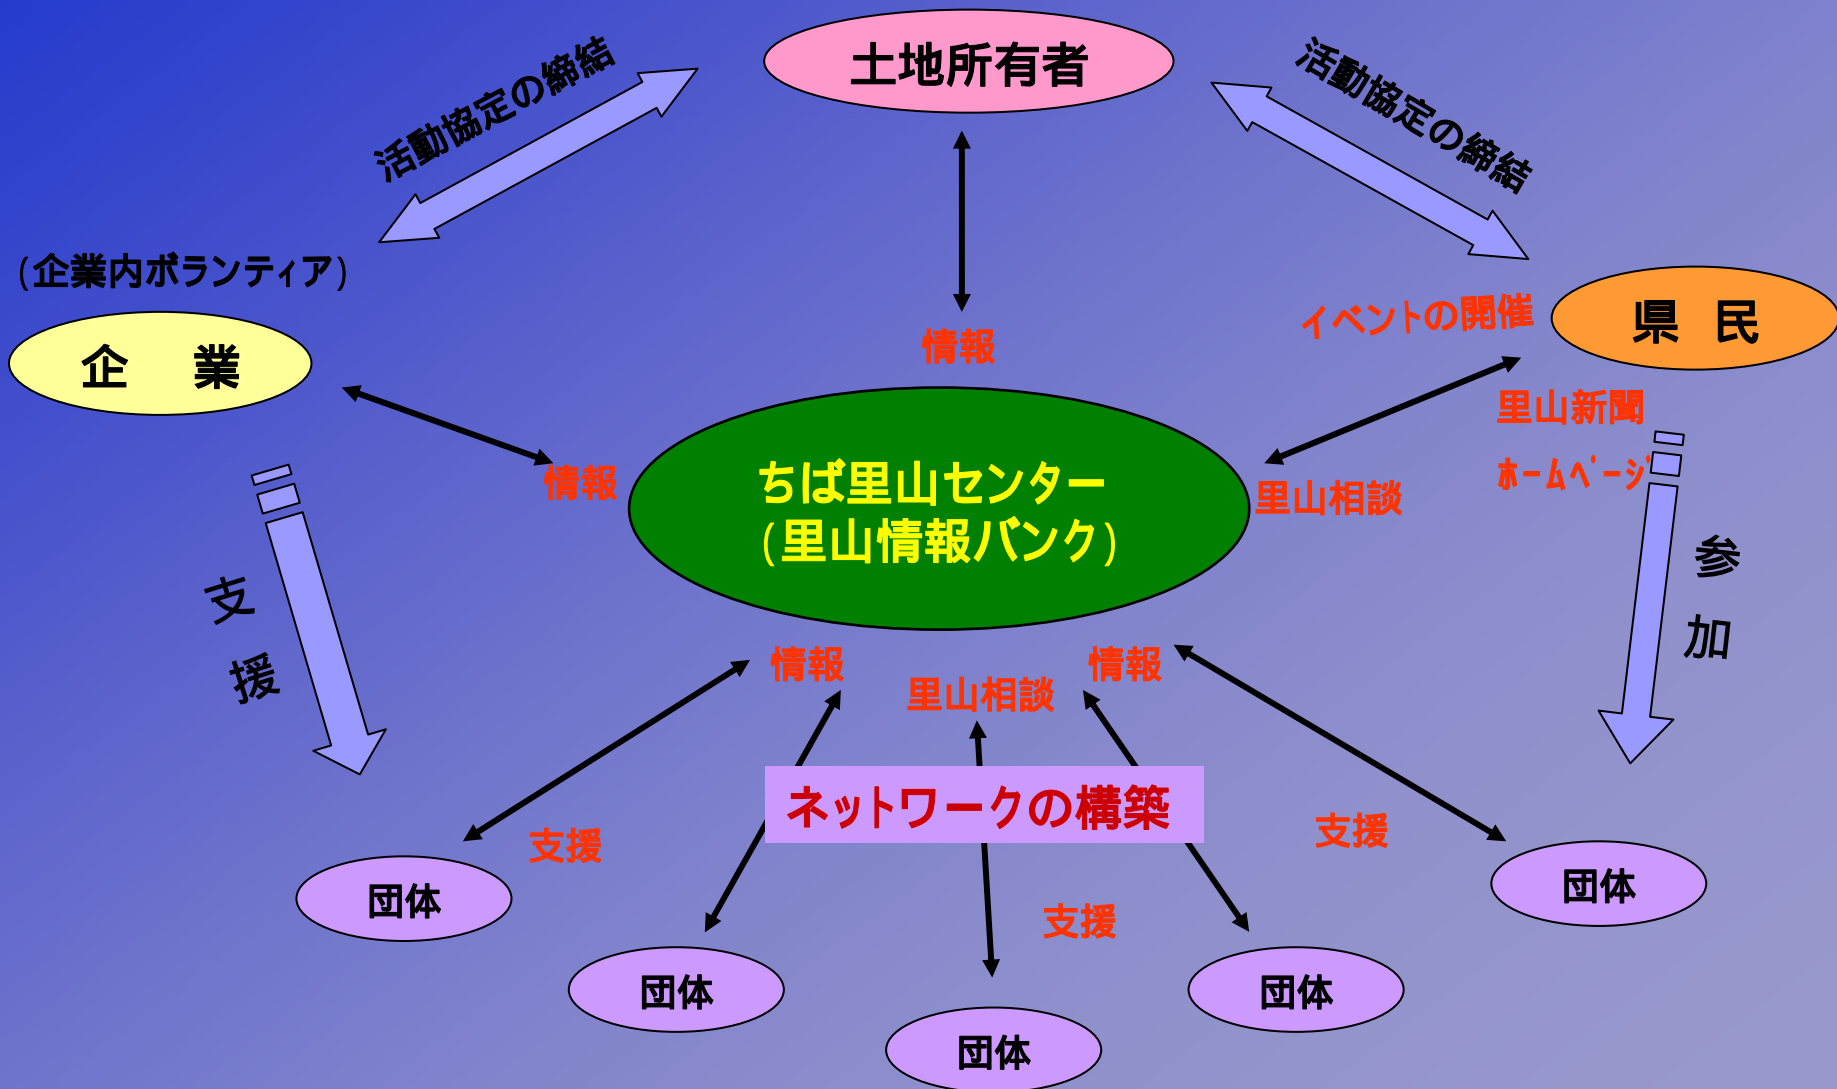 土地所有者
活動協定の締結
活動協定の締結
(企業内ボランティア)
企　業
県 民
情報
イベントの開催
里山新聞
ホームページ
情報
里山相談
ちば里山センター
(里山情報バンク)
支援
参加
情報
里山相談
情報
ネットワークの構築
支援
支援
支援
団体
団体
団体
団体
団体